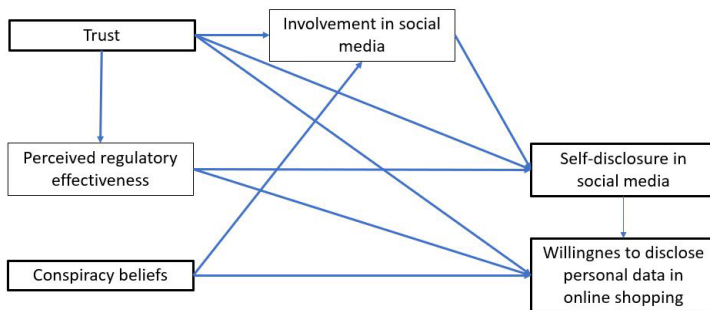 Trust
Involvement in social
media
Perceived regulatory
effectiveness
Self-disclosure in
social media
Conspiracy beliefs
Willingnes to disclose
personal data in
online shopping